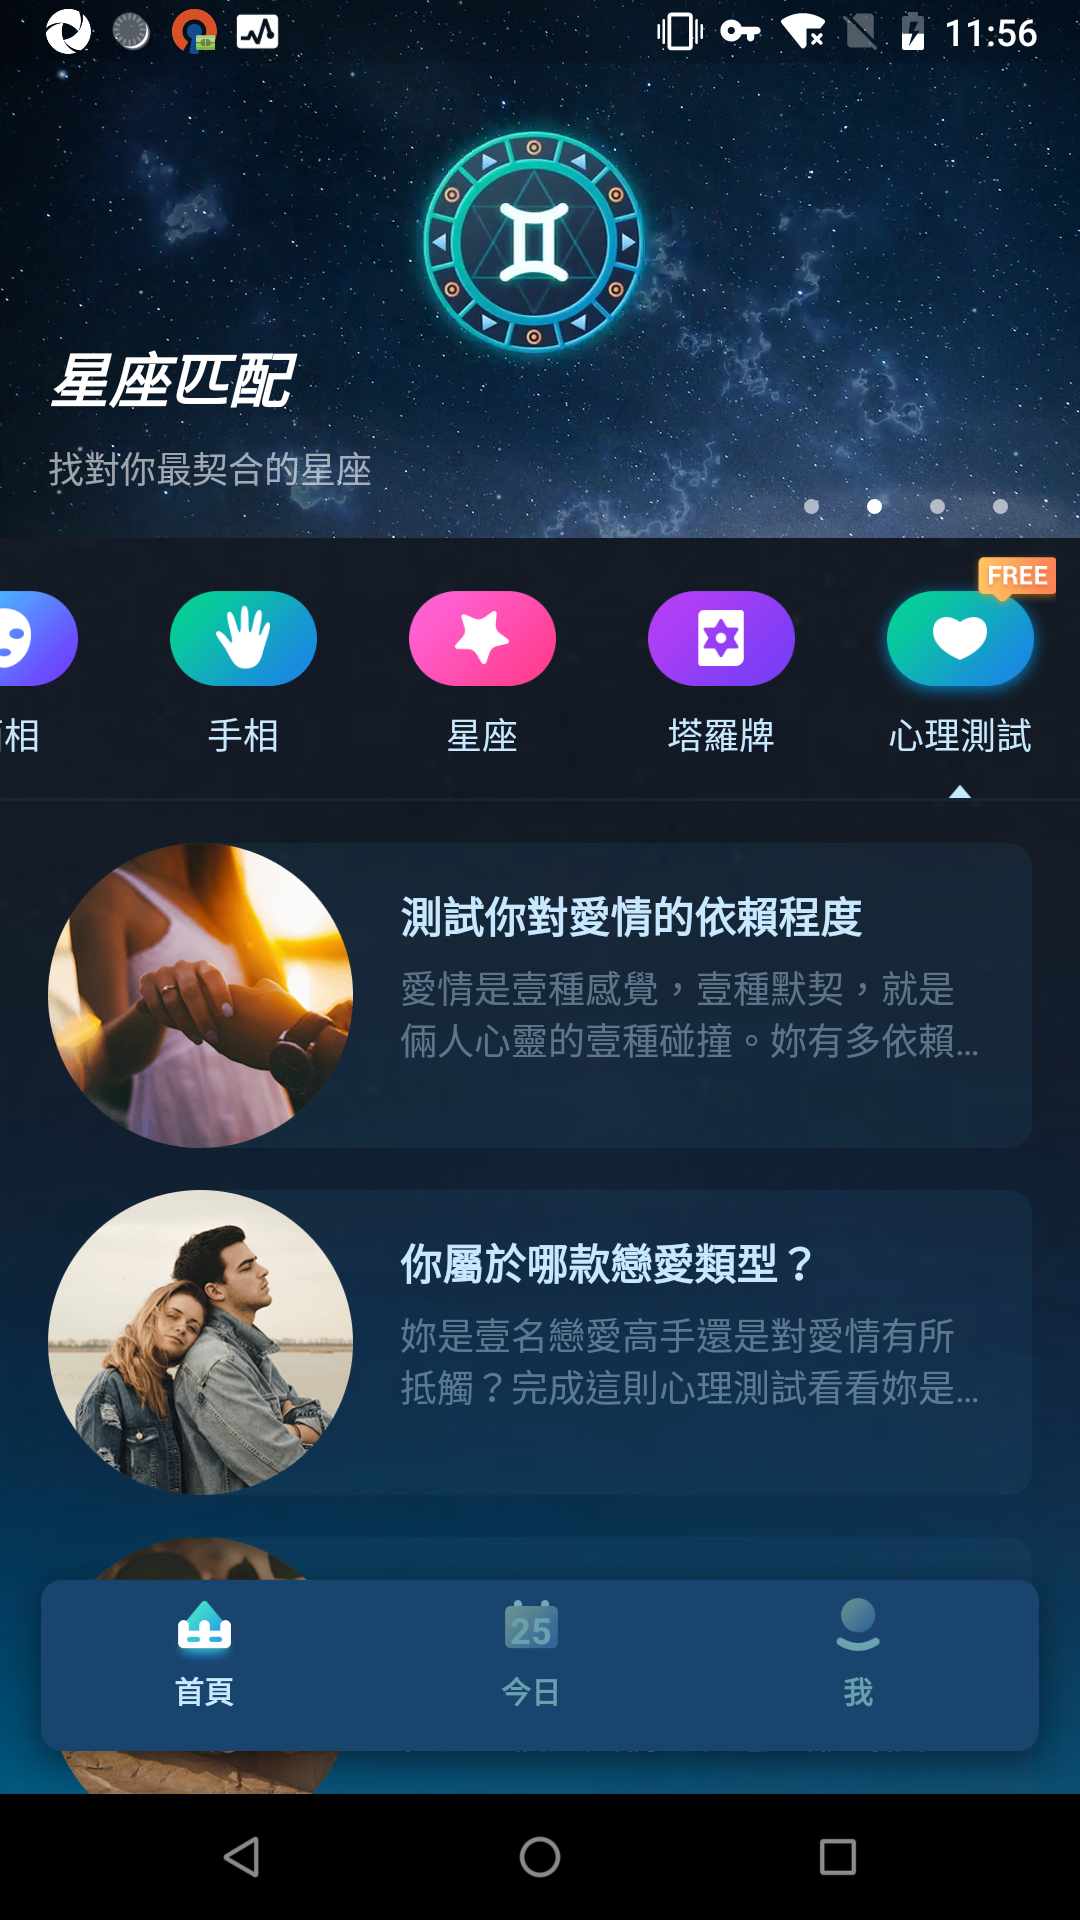 11:56
星座匹配
找對你最契合的星座
FREE
手相
星座
塔羅牌
心理測試
相
測試你對愛情的依賴程度
愛情是壹種感覺，壹種默契，就是
倆人心靈的壹種碰撞。妳有多依賴...
你屬於哪款戀愛類型？
妳是壹名戀愛高手還是對愛情有所
抵觸？完成這則心理測試看看妳是...
25
首頁
今日
我